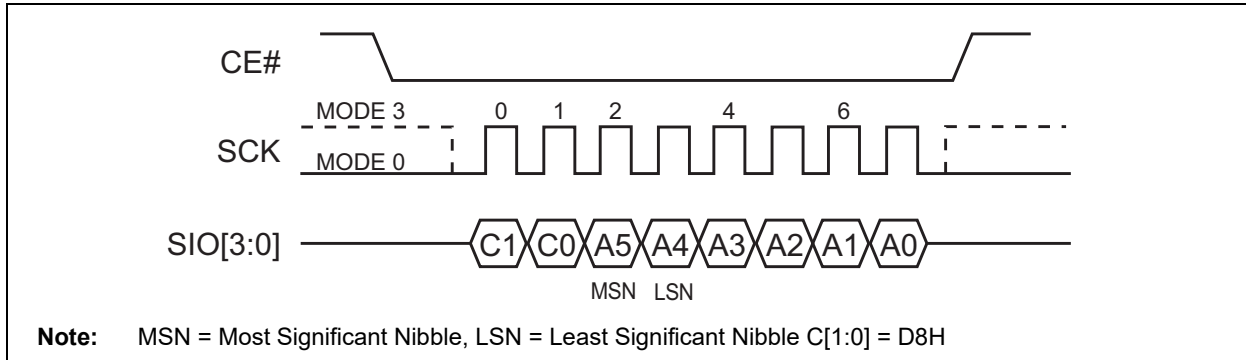 CE#
MODE 3 0 1 2 4 6
SCK
MODE 0
SIO[3:0] C1 C0 A5 A4 A3 A2 A1 A0
MSN LSN
Note: MSN = Most Significant Nibble, LSN = Least Significant Nibble C[1:0] = D8H